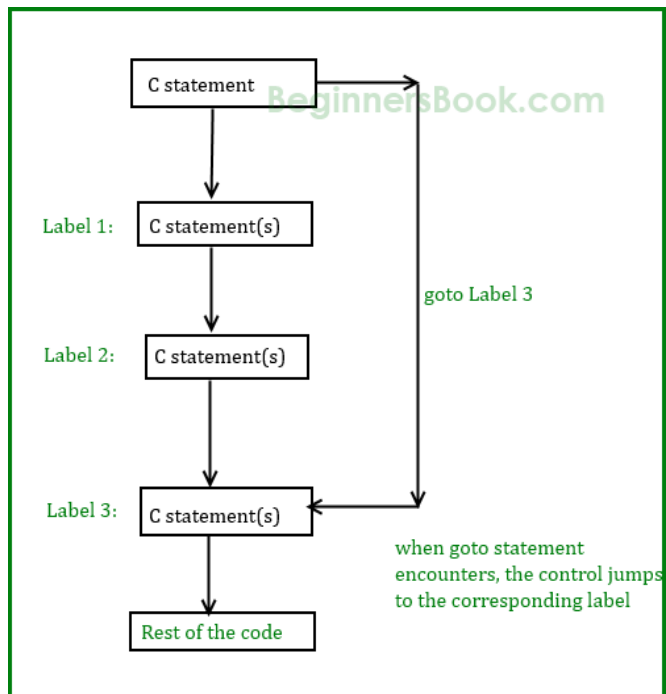 C statement
BeginnersBook.com
Label 1:
C statement(s)
goto Label 3
Label 2:
C statement(s)
Label 3:
C statement(s)
when goto statement
encounters, the control jumps
to the corresponding label
Rest of the code